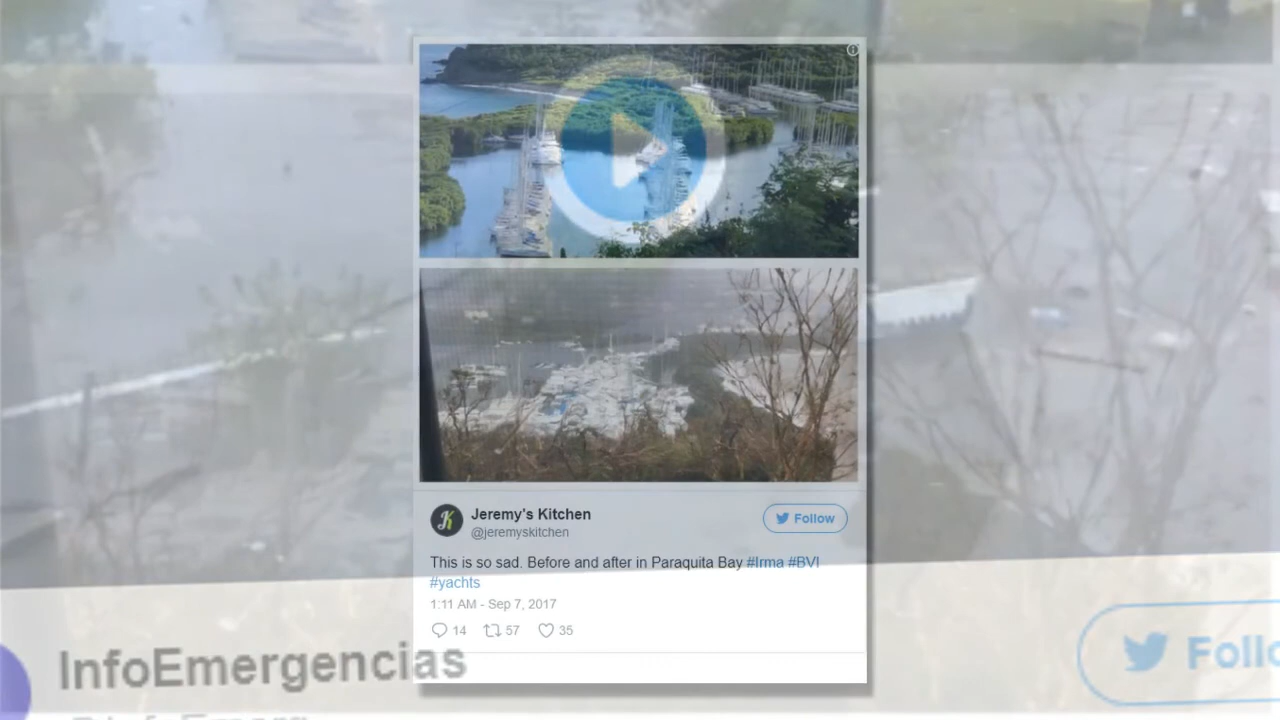 Jeremy's Kitchen
@jeremyskitchen
Follow
This is so sad. Before and after in Paraquita Bay #Irma #BVI
#yachts
1:11 AM - Sep 7, 2017
14 57 35
InfoEmergencias